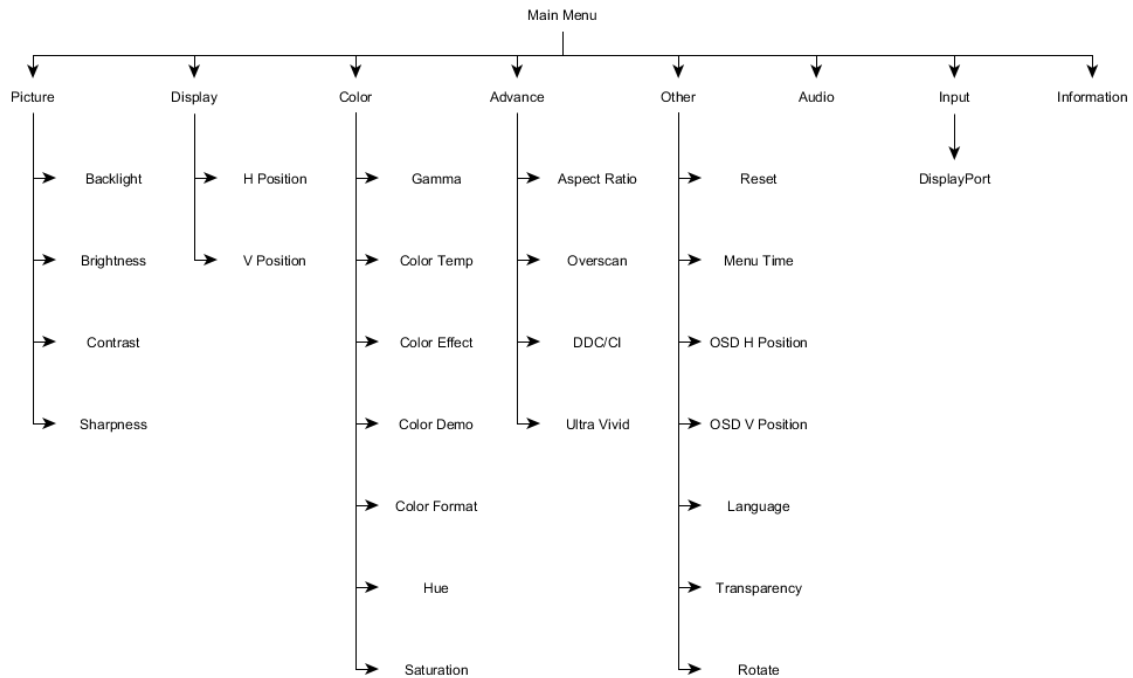 Main Menu
Picture Display Color Advance Other Audio Input Information
Backlight H Position Gamma Aspect Ratio Reset DisplayPort
Brightness V Position Color Temp Overscan Menu Time
Contrast Color Effect DDC/CI OSD H Position
Sharpness Color Demo Ultra Vivid OSD V Position
Color Format Language
Hue Transparency
Saturation Rotate